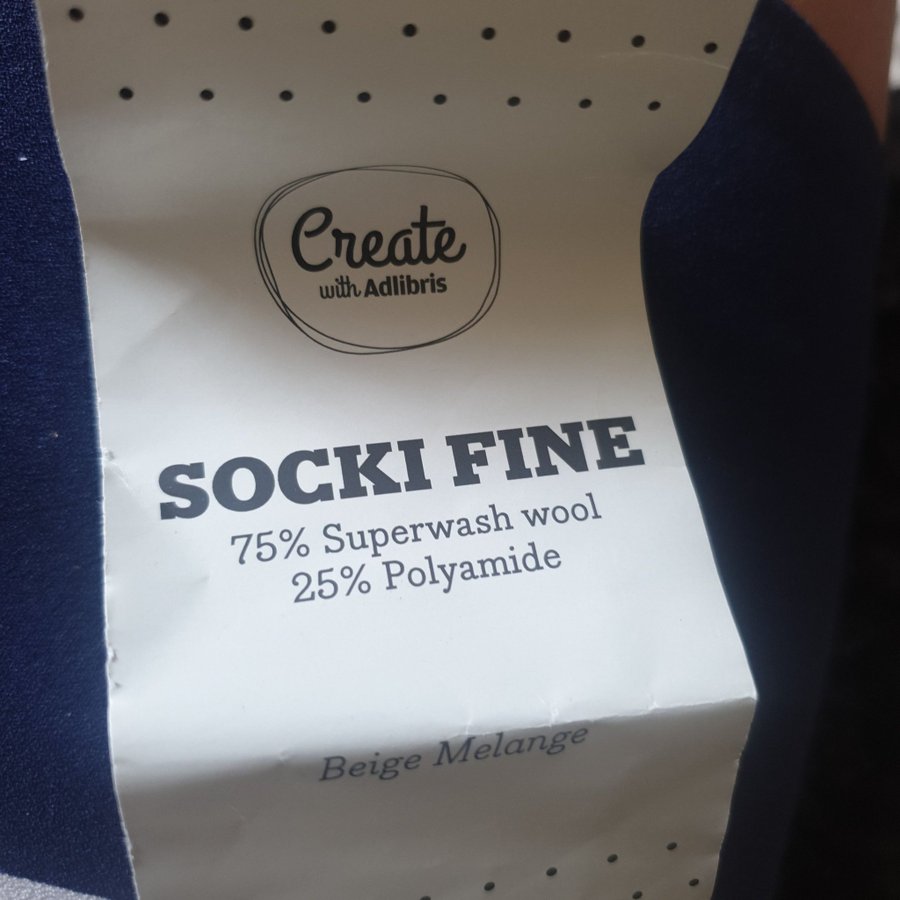 Create
with Adlibris
SOCKI FINE
75% Superwash wool
25% Polyamide
Beige Melange